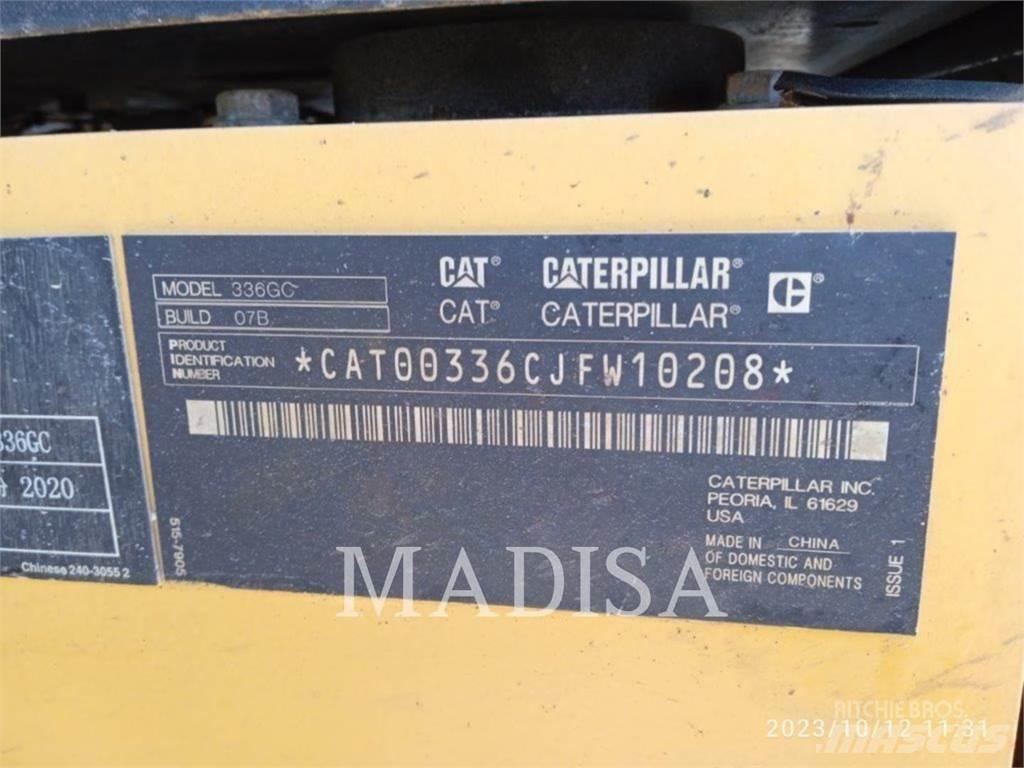 MODEL 336GC
BUILD 07B
CAT® CATERPILLAR®
CAT® CATERPILLAR®
C®
PRODUCT
IDENTIFICATION
NUMBER
*CAT00336CJFW10208*
CATERPILLAR INC.
PEORIA, IL 61629
USA
MADE IN CHINA
OF DOMESTIC AND
FOREIGN COMPONENTS
ISSUE 1
515-7905
336GC
2020
Chinese 240-3055 2
MADISA
RITCHIE BROS.
MASCUS
2023/10/12 11:31